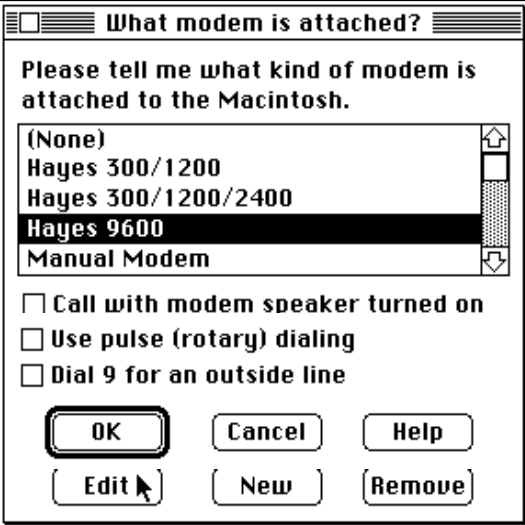 What modem is attached?
Please tell me what kind of modem is
attached to the Macintosh.
(None)
Hayes 300/1200
Hayes 300/1200/2400
Hayes 9600
Manual Modem
Call with modem speaker turned on
Use pulse (rotary) dialing
Dial 9 for an outside line
OK Cancel Help
Edit New Remove